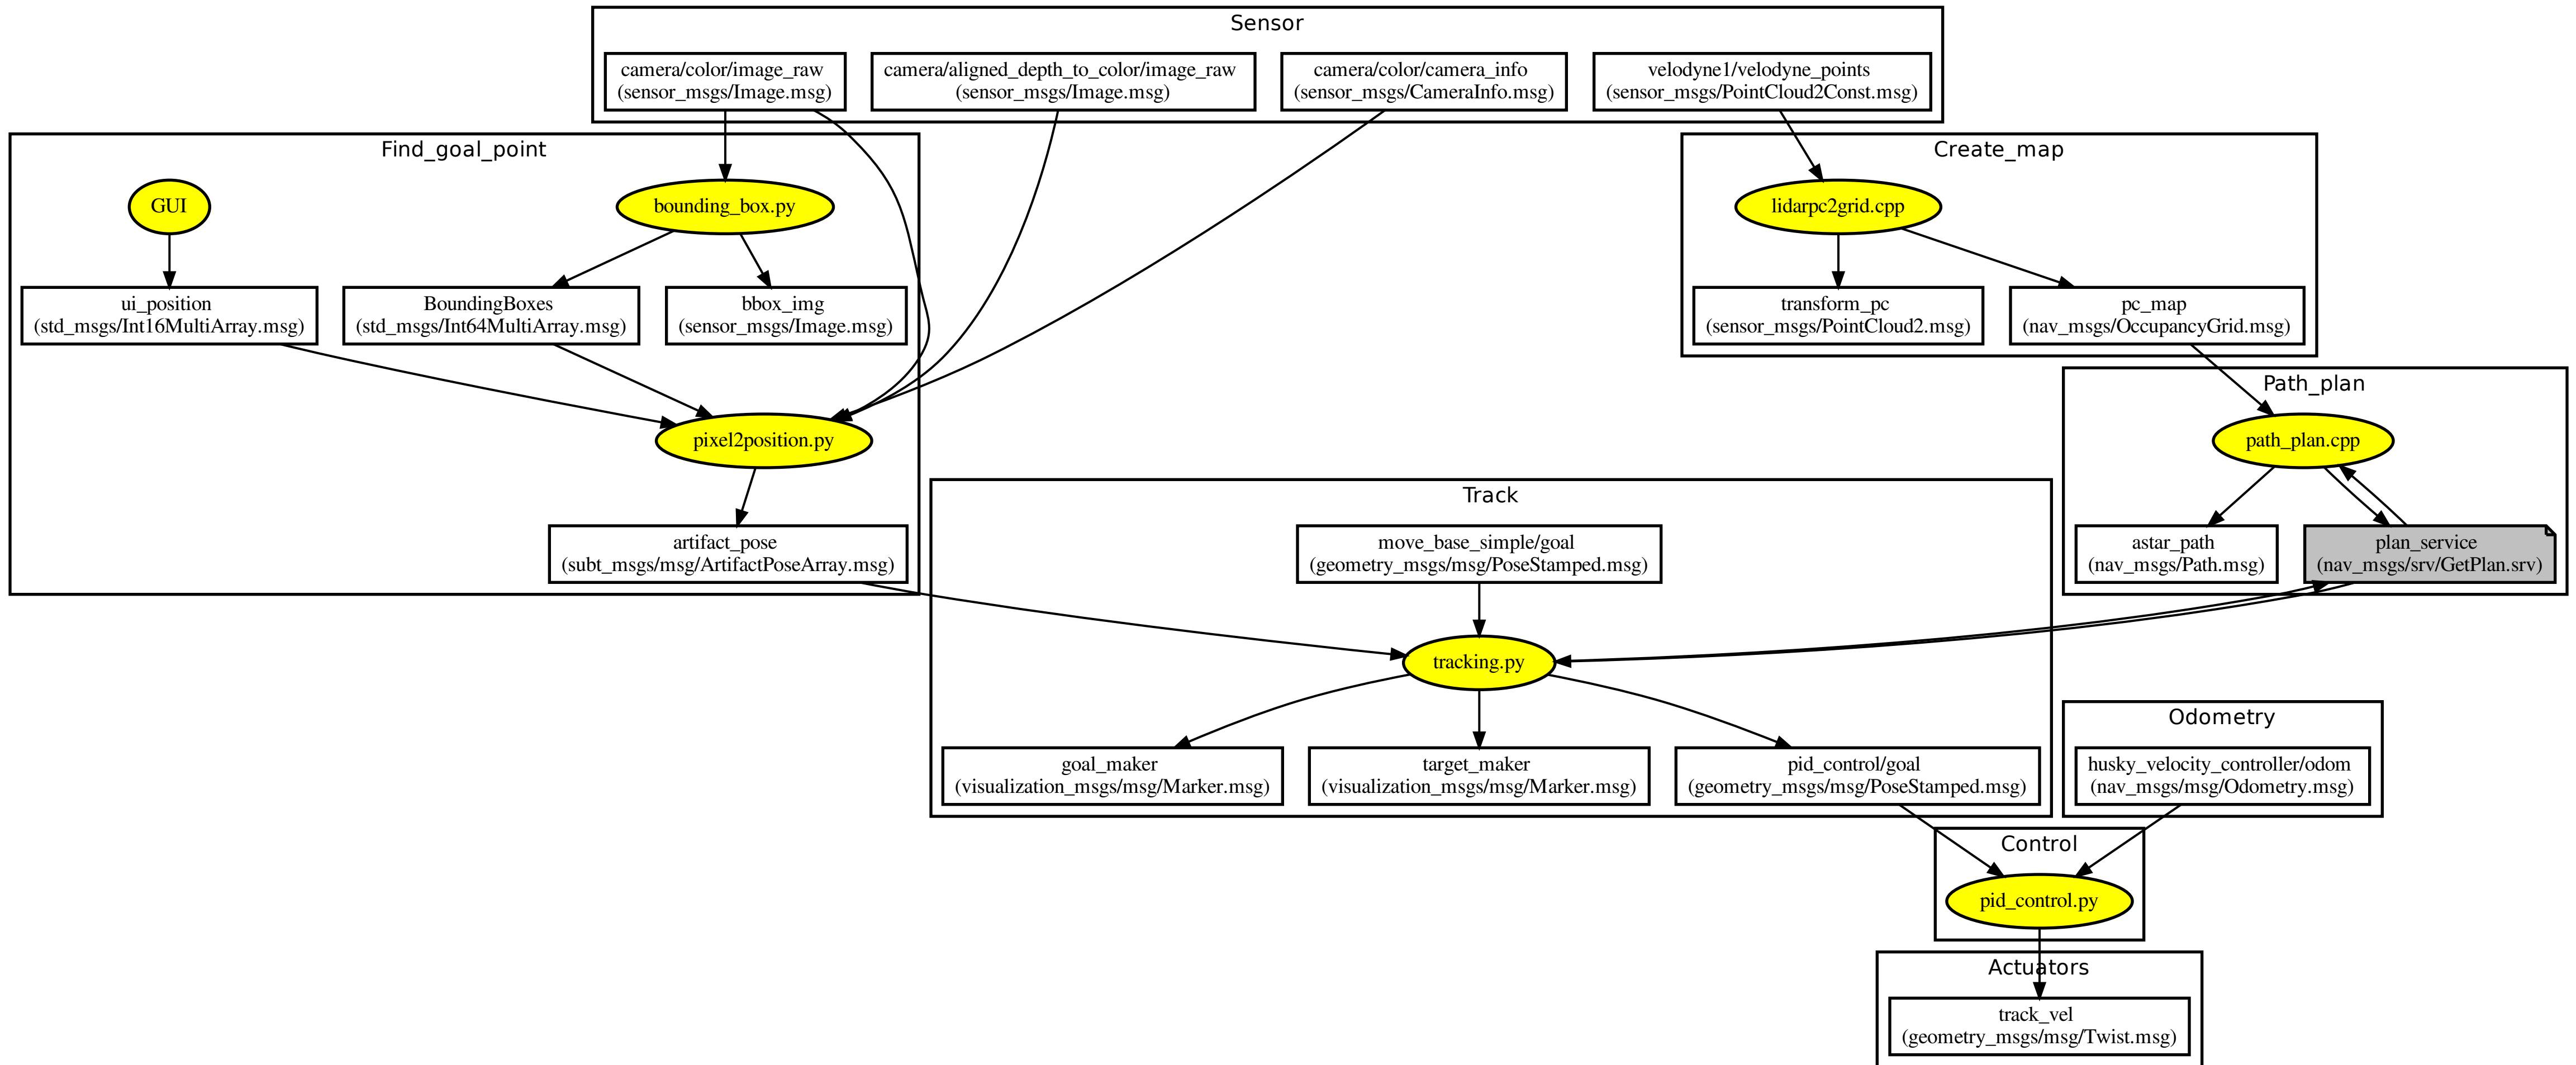 Sensor
camera/color/image_raw
(sensor_msgs/Image.msg)
camera/aligned_depth_to_color/image_raw
(sensor_msgs/Image.msg)
camera/color/camera_info
(sensor_msgs/CameraInfo.msg)
velodyne1/velodyne_points
(sensor_msgs/PointCloud2Const.msg)
Find_goal_point
GUI
bounding_box.py
ui_position
(std_msgs/Int16MultiArray.msg)
BoundingBoxes
(std_msgs/Int64MultiArray.msg)
bbox_img
(sensor_msgs/Image.msg)
pixel2position.py
artifact_pose
(subt_msgs/msg/ArtifactPoseArray.msg)
Create_map
lidarpc2grid.cpp
transform_pc
(sensor_msgs/PointCloud2.msg)
pc_map
(nav_msgs/OccupancyGrid.msg)
Path_plan
path_plan.cpp
astar_path
(nav_msgs/Path.msg)
plan_service
(nav_msgs/srv/GetPlan.srv)
Track
move_base_simple/goal
(geometry_msgs/msg/PoseStamped.msg)
tracking.py
goal_maker
(visualization_msgs/msg/Marker.msg)
target_maker
(visualization_msgs/msg/Marker.msg)
pid_control/goal
(geometry_msgs/msg/PoseStamped.msg)
Odometry
husky_velocity_controller/odom
(nav_msgs/msg/Odometry.msg)
Control
pid_control.py
Actuators
track_vel
(geometry_msgs/msg/Twist.msg)